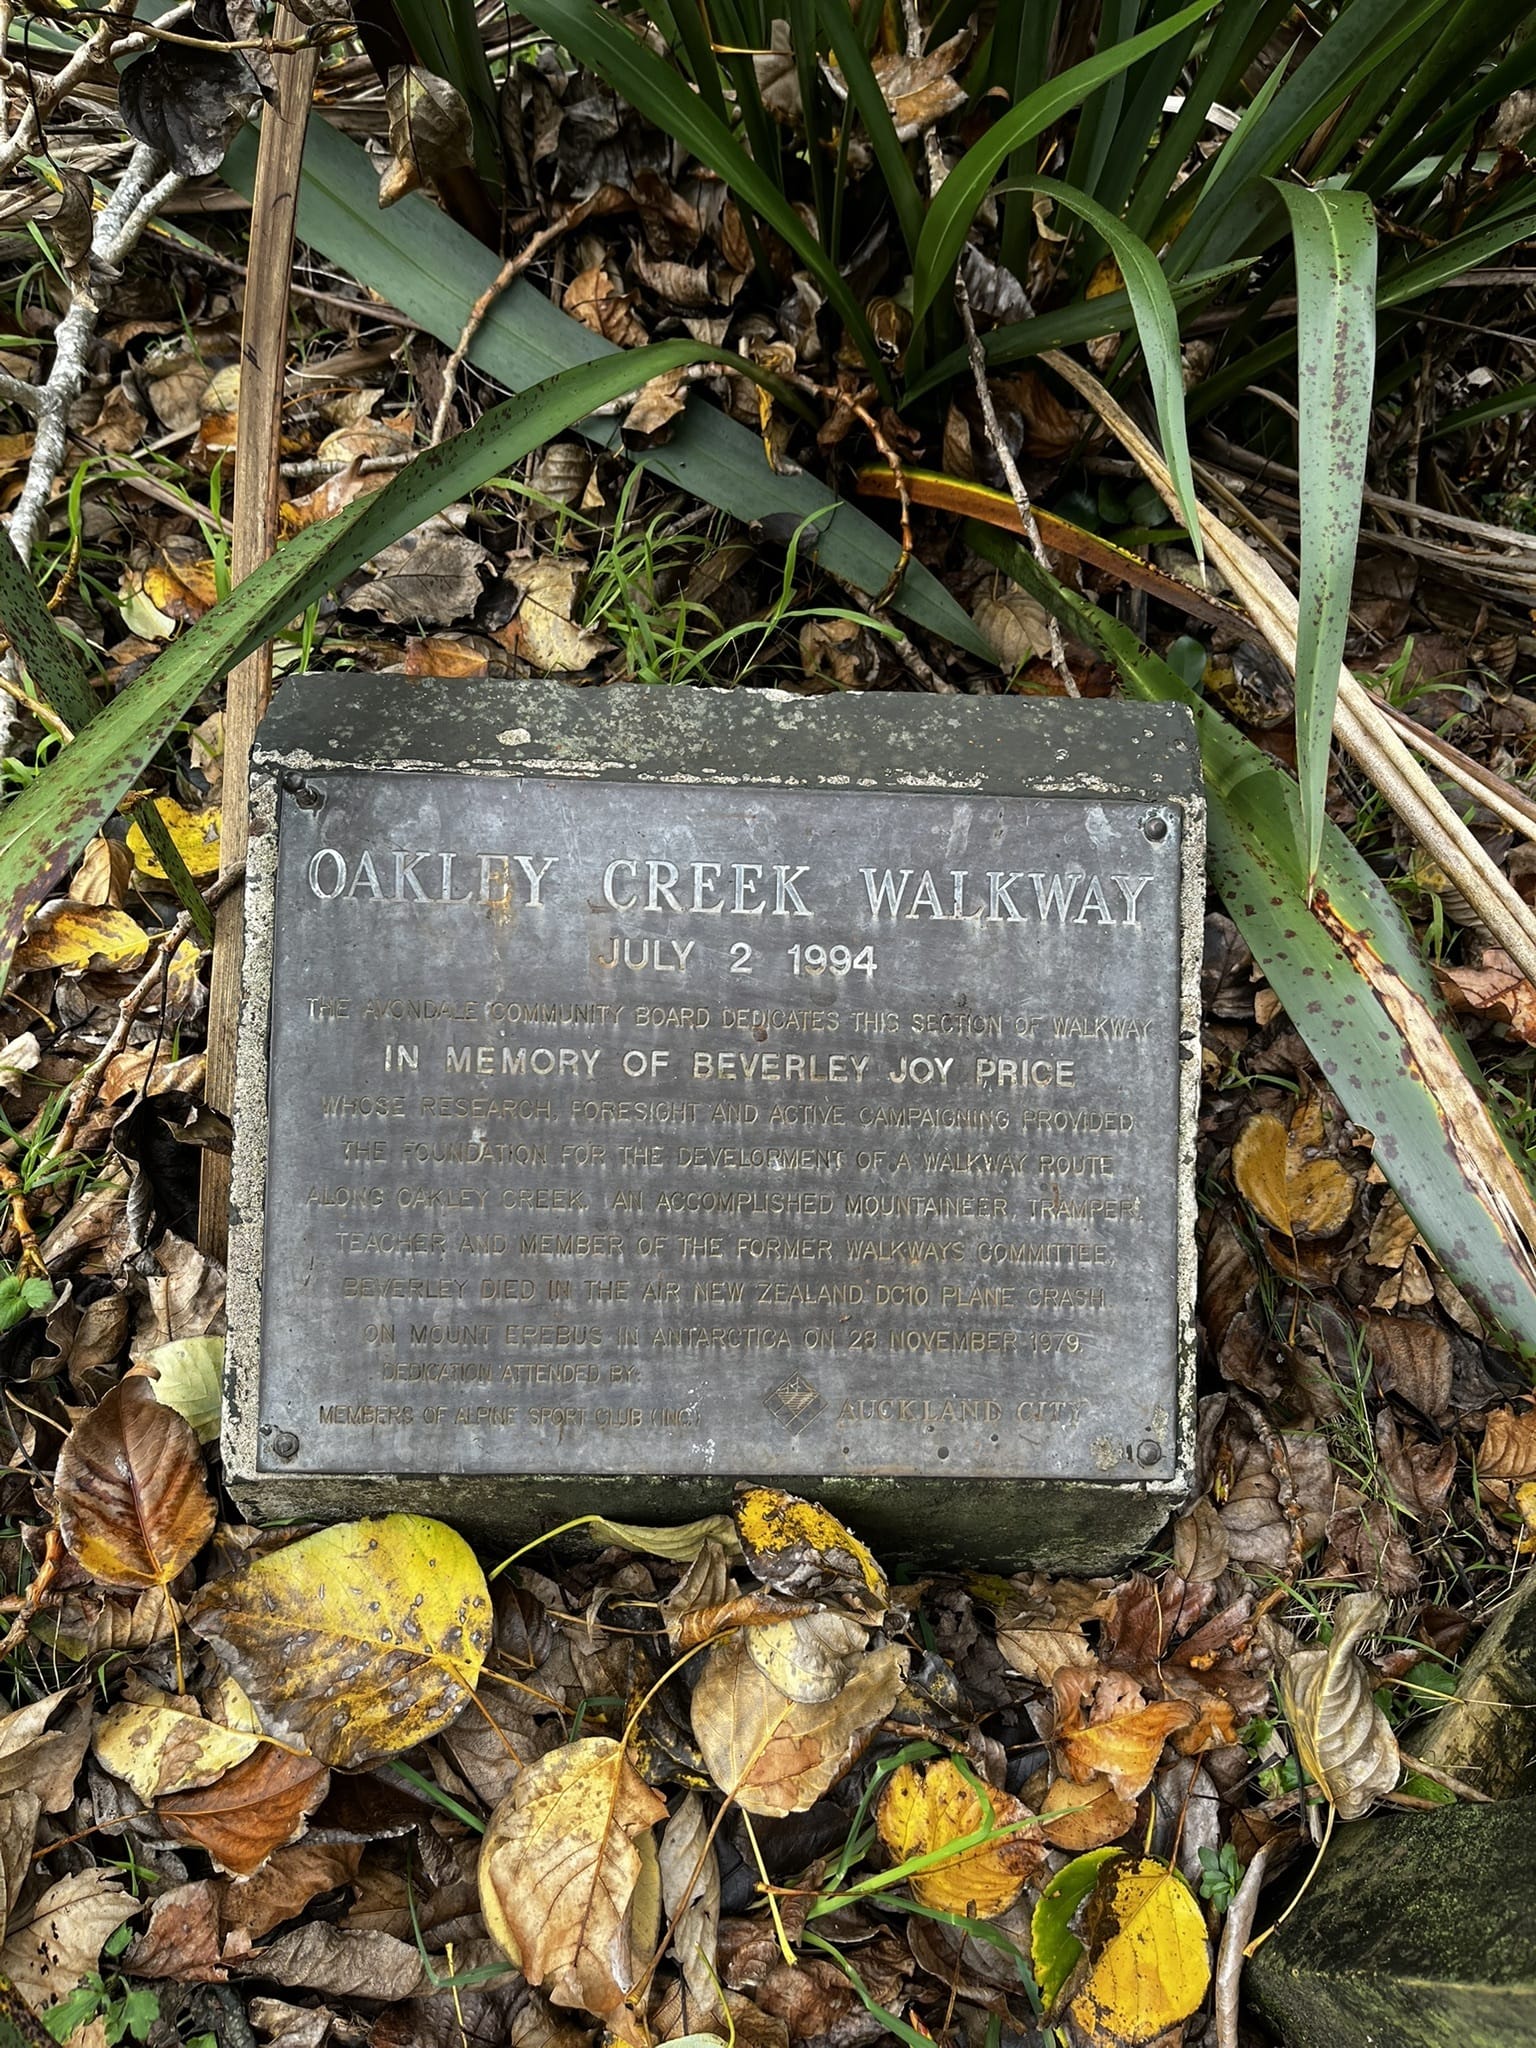 OAKLEY CREEK WALKWAY
JULY 2 1994
THE AVONDALE COMMUNITY BOARD DEDICATES THIS SECTION OF WALKWAY
IN MEMORY OF BEVERLEY JOY PRICE
WHOSE RESEARCH, FORESIGHT AND ACTIVE CAMPAIGNING PROVIDED
THE FOUNDATION FOR THE DEVELOPMENT OF A WALKWAY ROUTE
ALONG OAKLEY CREEK. AN ACCOMPLISHED MOUNTAINEER, TRAMPER,
TEACHER AND MEMBER OF THE FORMER WALKWAYS COMMITTEE,
BEVERLEY DIED IN THE AIR NEW ZEALAND DC10 PLANE CRASH
ON MOUNT EREBUS IN ANTARCTICA ON 28 NOVEMBER 1979.
DEDICATION ATTENDED BY:
MEMBERS OF ALPINE SPORT CLUB (INC)
AUCKLAND CITY